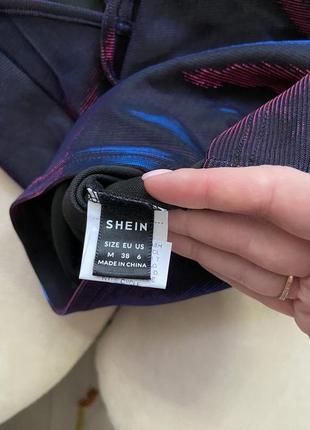 SHEIN
SIZE EU US
M 38 6
MADE IN CHINA